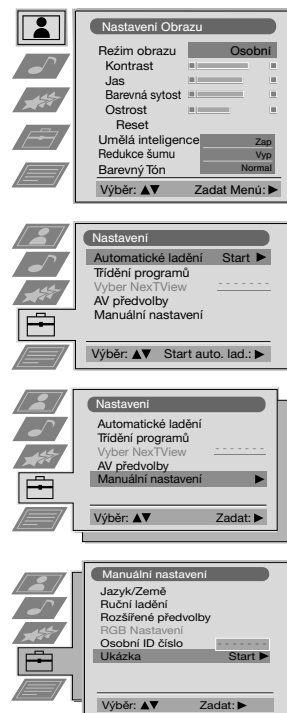 Nastavení Obrazu
Režim obrazu Osobní
Kontrast
Jas
Barevná sytost
Ostrost
Reset
Umělá inteligence Zap
Redukce šumu Vyp
Barevný Tón Normal
Výběr: ▲▼ Zadat Menú: ▶
Nastavení
Automatické ladění Start ▶
Třídění programů
Vyber NexTView - - - - - - -
AV předvolby
Manuální nastavení
Výběr: ▲▼ Start auto. lad.: ▶
Nastavení
Automatické ladění
Třídění programů
Vyber NexTView - - - - - - -
AV předvolby
Manuální nastavení ▶
Výběr: ▲▼ Zadat: ▶
Manuální nastavení
Jazyk/Země
Ruční ladění
Rozšířené předvolby
RGB Nastavení
Osobní ID číslo - - - - - - -
Ukázka Start ▶
Výběr: ▲▼ Zadat: ▶